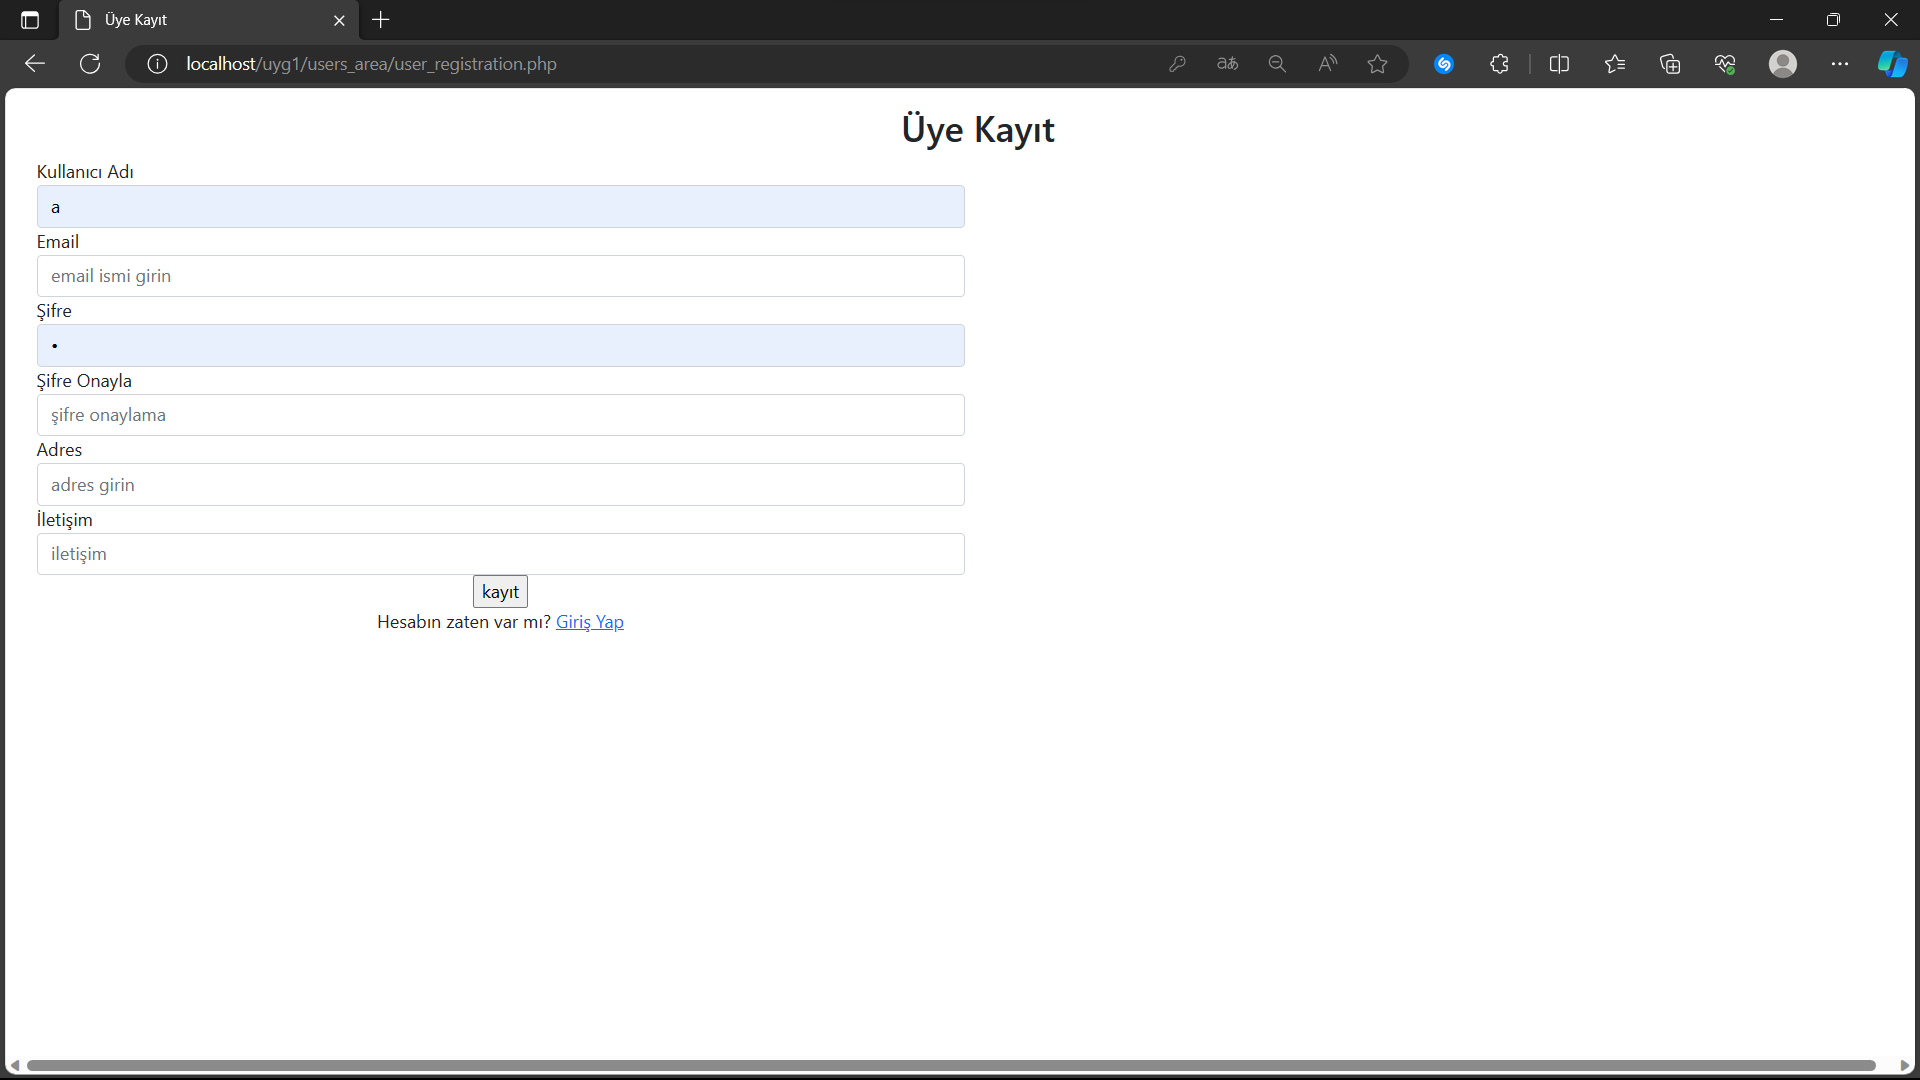 Üye Kayıt
localhost/uyg1/users_area/user_registration.php
Üye Kayıt
Kullanıcı Adı
a
Email
email ismi girin
Şifre
•
Şifre Onayla
şifre onaylama
Adres
adres girin
İletişim
iletişim
kayıt
Hesabın zaten var mı? Giriş Yap